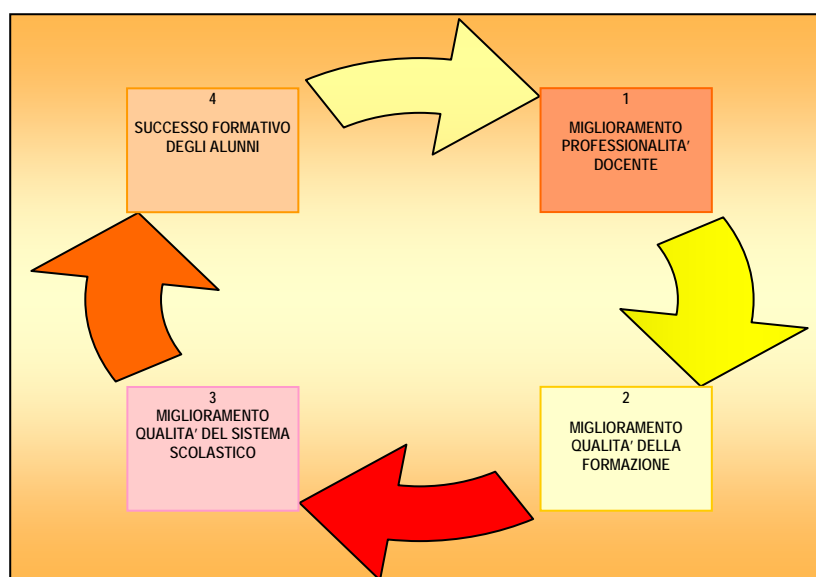 4
SUCCESSO FORMATIVO
DEGLI ALUNNI
1
MIGLIORAMENTO
PROFESSIONALITA'
DOCENTE
3
MIGLIORAMENTO
QUALITA' DEL SISTEMA
SCOLASTICO
2
MIGLIORAMENTO
QUALITA' DELLA
FORMAZIONE